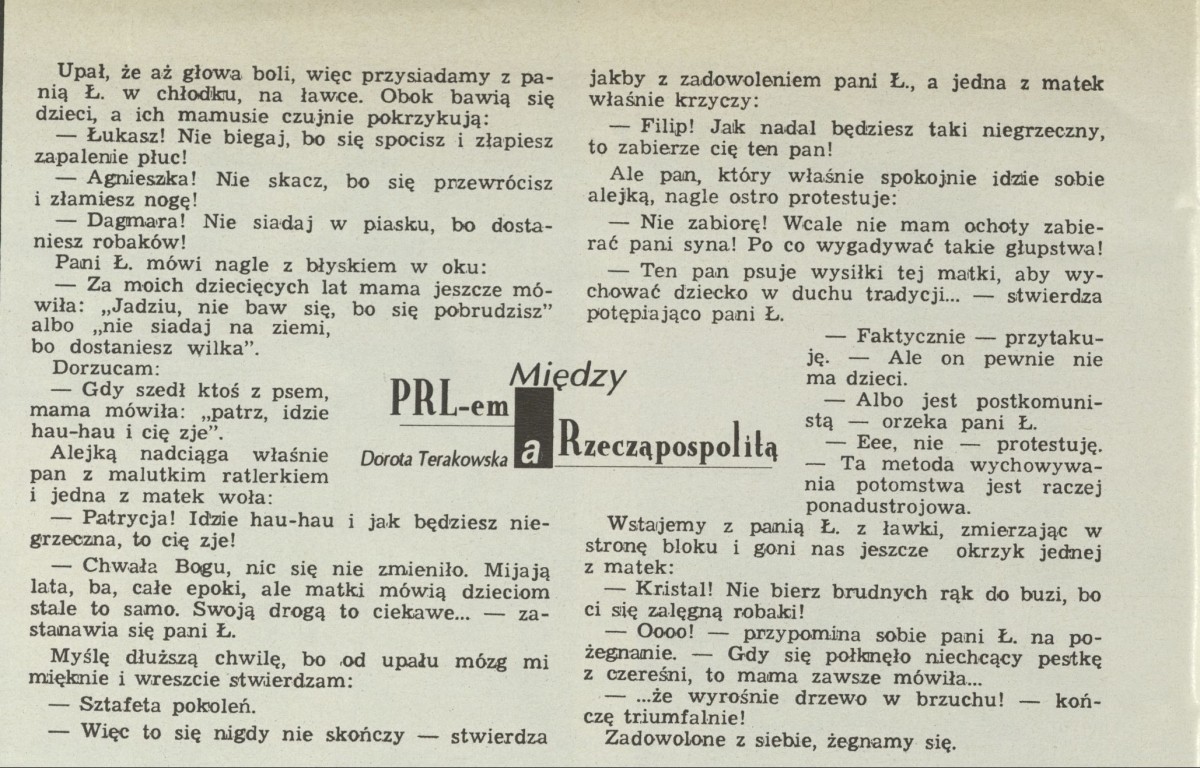 Upał, że aż głowa boli, więc przysiadamy z pa-
nią Ł. w chłodku, na ławce. Obok bawią się
dzieci, a ich mamusie czujnie pokrzykują:
— Łukasz! Nie biegaj, bo się spocisz i złapiesz
zapalenie płuc!
— Agnieszka! Nie skacz, bo się przewrócisz
i złamiesz nogę!
— Dagmara! Nie siadaj w piasku, bo dosta-
niesz robaków!
Pani Ł. mówi nagle z błyskiem w oku:
— Za moich dziecięcych lat mama jeszcze mó-
wiła: „Jadziu, nie baw się, bo się pobrudzisz”
albo „nie siadaj na ziemi,
bo dostaniesz wilka”.
Dorzucam:
— Gdy szedł ktoś z psem,
mama mówiła: „patrz, idzie
hau-hau i cię zje”.
Alejką nadciąga właśnie
pan z malutkim ratlerkiem
i jedna z matek woła:
— Patrycja! Idzie hau-hau i jak będziesz nie-
grzeczna, to cię zje!
— Chwała Bogu, nic się nie zmieniło. Mijają
lata, ba, całe epoki, ale matki mówią dzieciom
stale to samo. Swoją drogą to ciekawe... — za-
stanawia się pani Ł.
Myślę dłuższą chwilę, bo od upału mózg mi
mięknie i wreszcie stwierdzam:
— Sztafeta pokoleń.
— Więc to się nigdy nie skończy — stwierdza
jakby z zadowoleniem pani Ł., a jedna z matek
właśnie krzyczy:
— Filip! Jak nadal będziesz taki niegrzeczny,
to zabierze cię ten pan!
Ale pan, który właśnie spokojnie idzie sobie
alejką, nagle ostro protestuje:
— Nie zabiorę! Wcale nie mam ochoty zabie-
rać pani syna! Po co wygadywać takie głupstwa!
— Ten pan psuje wysiłki tej matki, aby wy-
chować dziecko w duchu tradycji... — stwierdza
potępiająco pani Ł.
— Faktycznie — przytaku-
ję. — Ale on pewnie nie
ma dzieci.
— Albo jest postkomuni-
stą — orzeka pani Ł.
— Eee, nie — protestuję.
— Ta metoda wychowywa-
nia potomstwa jest raczej
ponadustrojowa.
Wstajemy z panią Ł. z ławki, zmierzając w
stronę bloku i goni nas jeszcze okrzyk jednej
z matek:
— Kristal! Nie bierz brudnych rąk do buzi, bo
ci się zalęgną robaki!
— Oooo! — przypomina sobie pani Ł. na po-
żegnanie. — Gdy się połknęło niechcący pestkę
z czereśni, to mama zawsze mówiła...
— ...że wyrośnie drzewo w brzuchu! — koń-
czę triumfalnie!
Zadowolone z siebie, żegnamy się.
Między
PRL-em
a Rzecząpospolitą
Dorota Terakowska